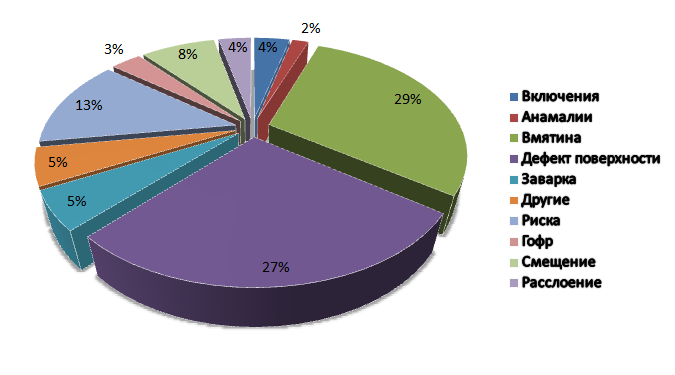 4%
2%
29%
27%
5%
5%
13%
3%
8%
4%
Включения
Анамалии
Вмятина
Дефект поверхности
Заварка
Другие
Риска
Гофр
Смещение
Расслоение